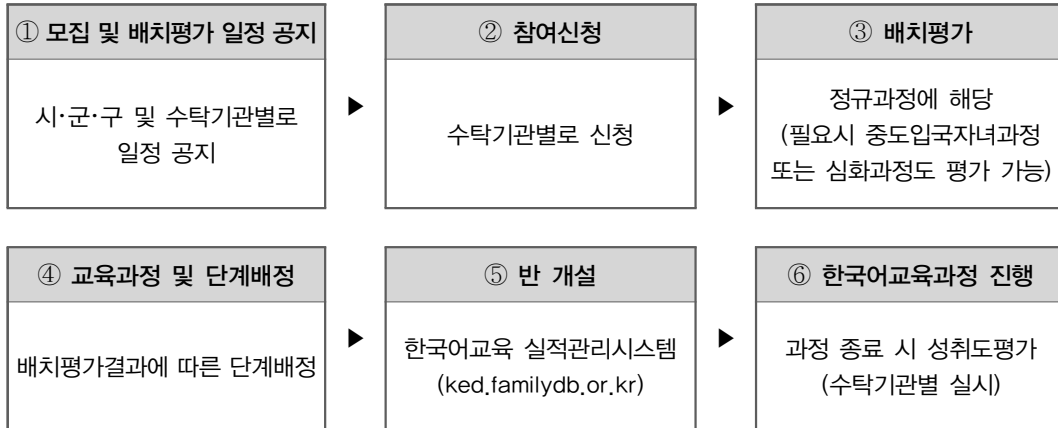 ① 모집 및 배치평가 일정 공지
시·군·구 및 수탁기관별로
일정 공지
▶
② 참여신청
수탁기관별로 신청
▶
③ 배치평가
정규과정에 해당
(필요시 중도입국자녀과정
또는 심화과정도 평가 가능)
④ 교육과정 및 단계배정
배치평가결과에 따른 단계배정
▶
⑤ 반 개설
한국어교육 실적관리시스템
(ked.familydb.or.kr)
▶
⑥ 한국어교육과정 진행
과정 종료 시 성취도평가
(수탁기관별 실시)